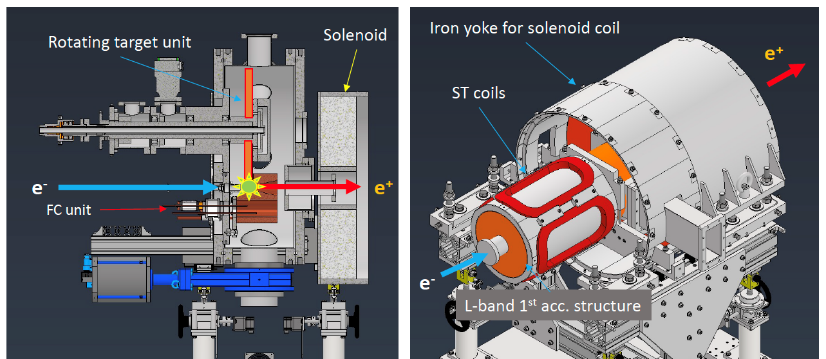 Rotating target unit
Solenoid
e-
e+
FC unit
Iron yoke for solenoid coil
e+
ST coils
e-
L-band 1st acc. structure